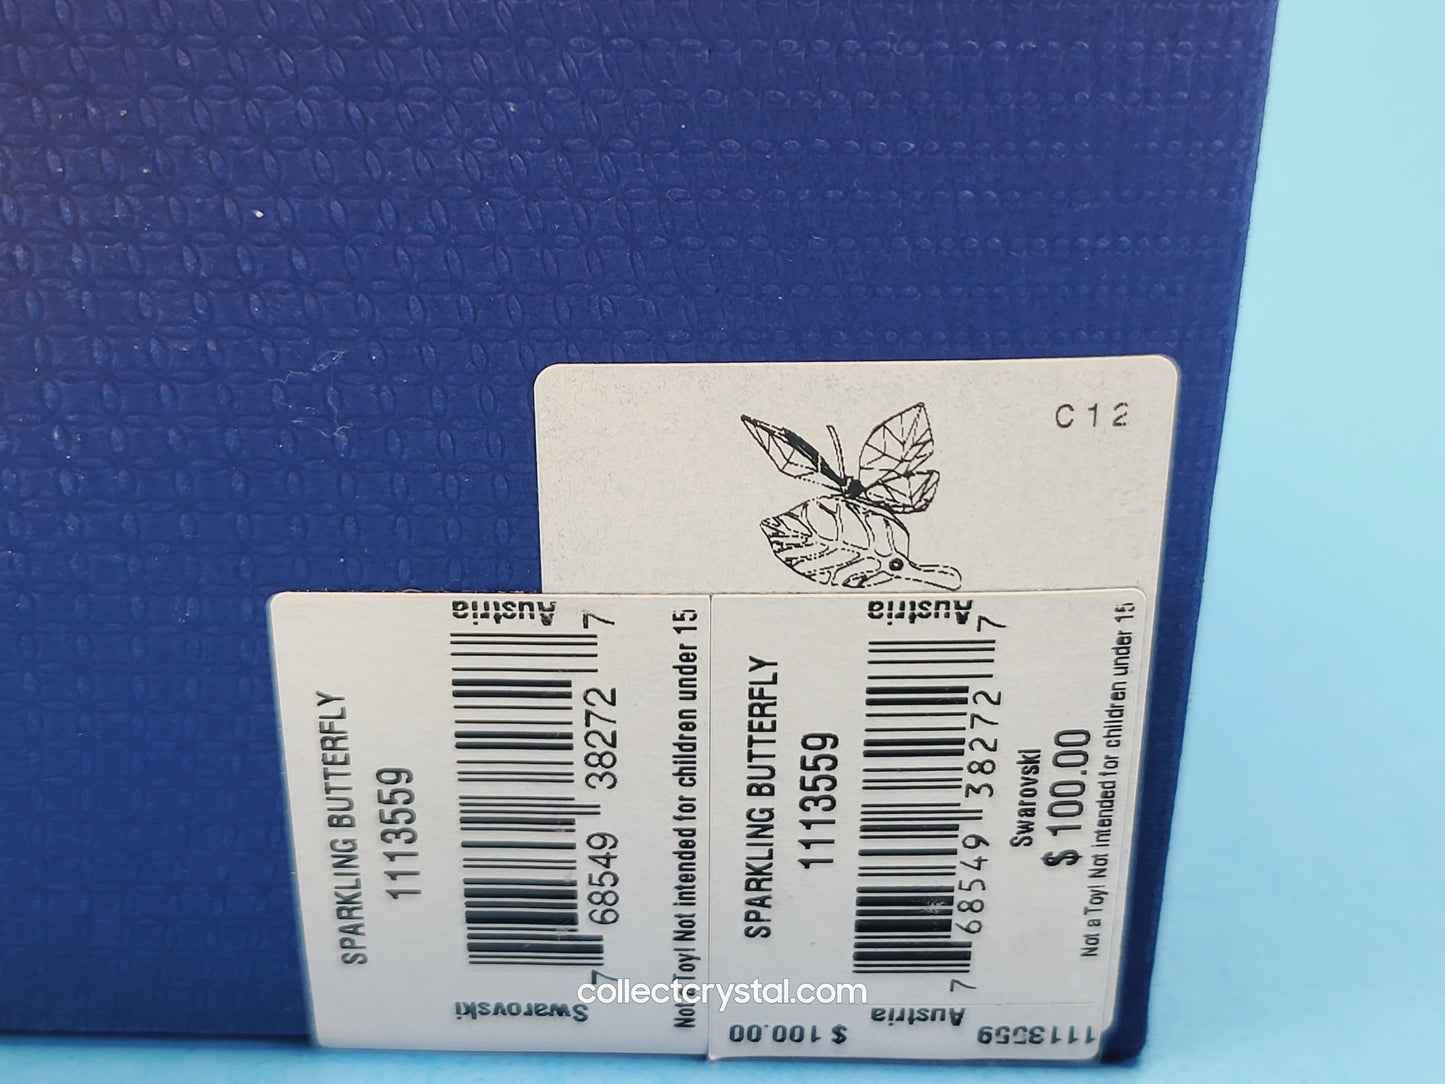 C12
Austria
SPARKLING BUTTERFLY
1113559
7 68549 38272 7
Not a Toy! Not intended for children under 15
Swarovski
Austria
SPARKLING BUTTERFLY
1113559
7 68549 38272 7
Swarovski
$ 100.00
Not a Toy! Not intended for children under 15
Austria
$ 100.00
1113559
collectcrystal.com